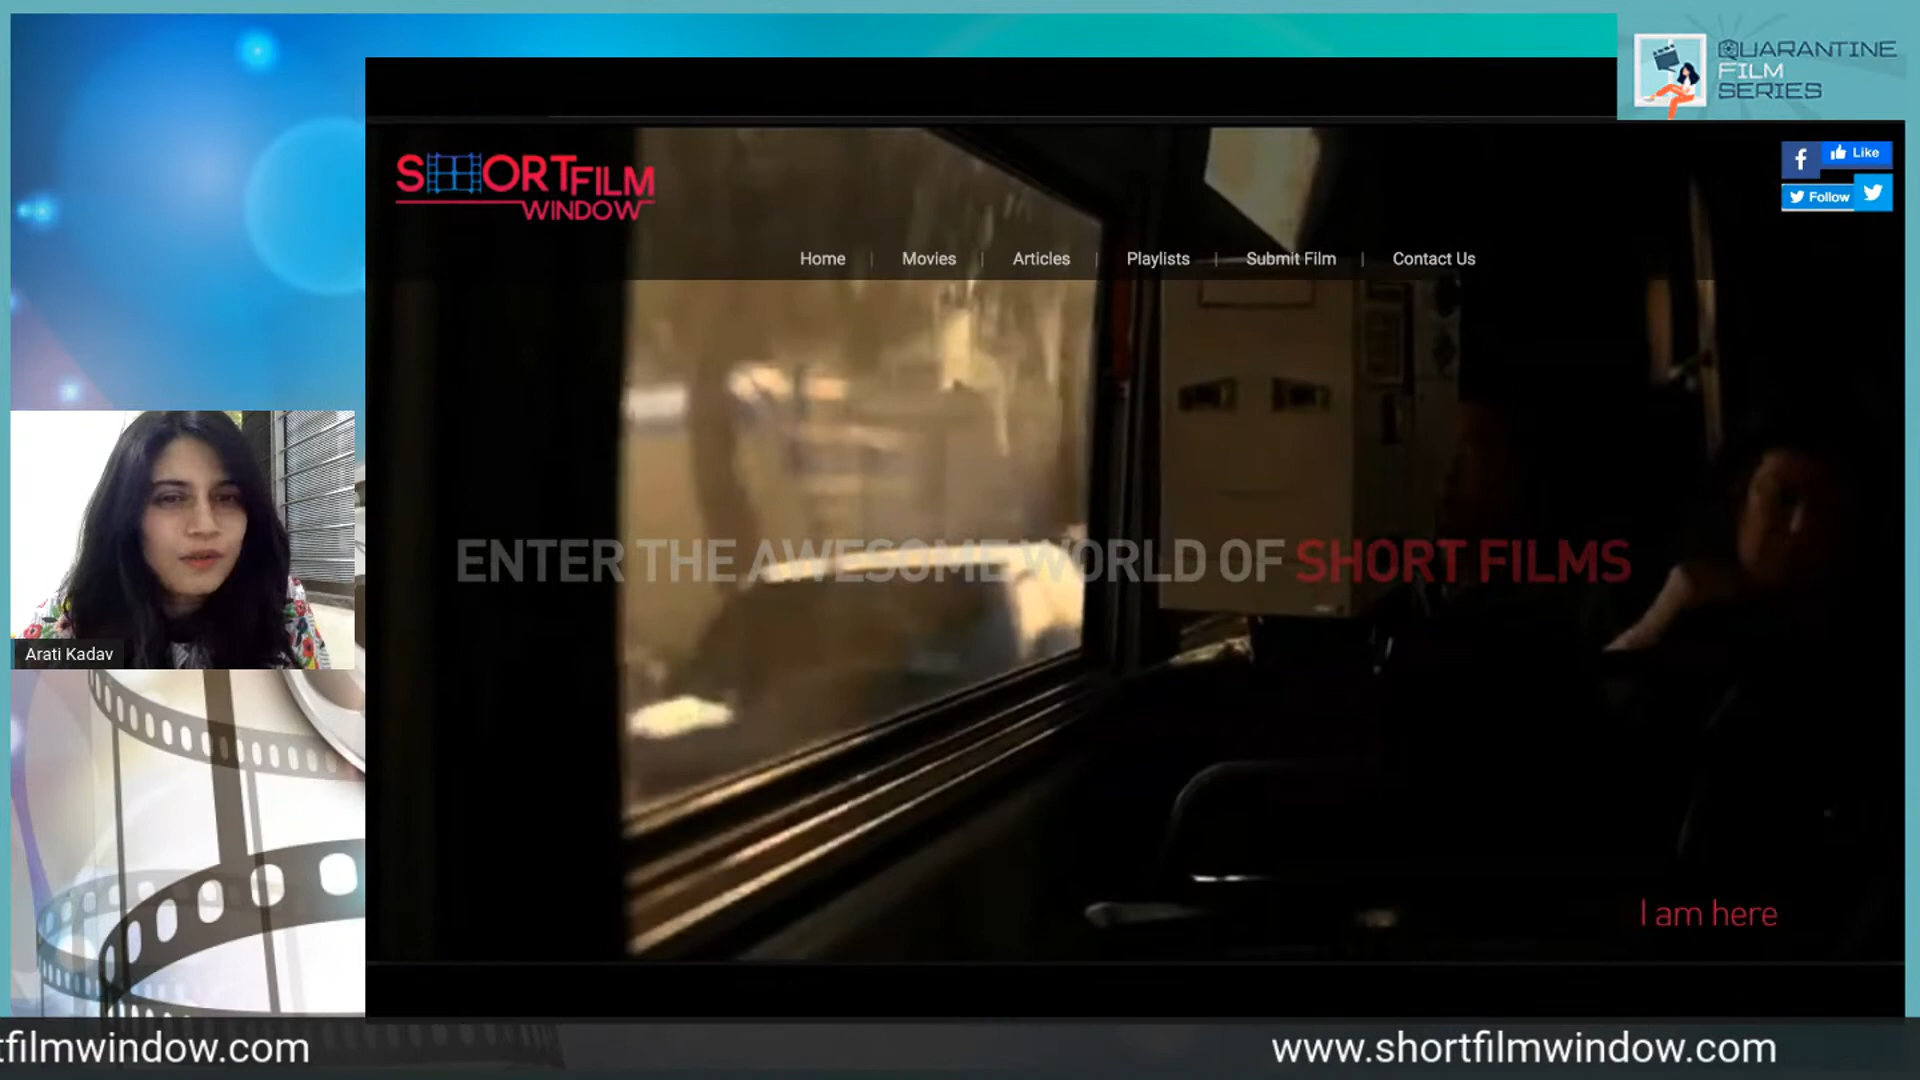 QUARANTINE
FILM
SERIES
SHORTFILM
WINDOW
Like
Follow
Home | Movies | Articles | Playlists | Submit Film | Contact Us
ENTER THE AWESOME WORLD OF SHORT FILMS
Arati Kadav
I am here
tfilmwindow.com
www.shortfilmwindow.com